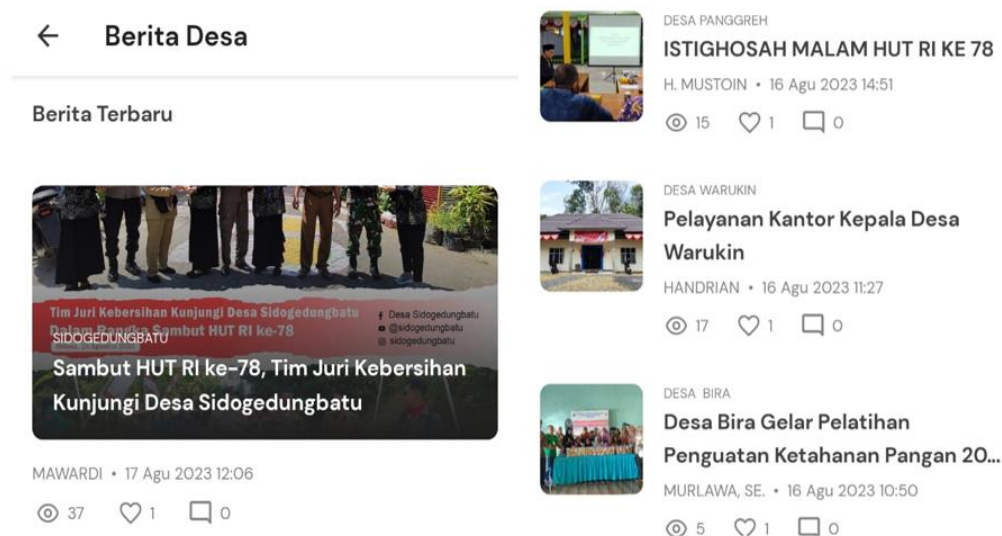 Berita Desa
Berita Terbaru
Tim Juri Kebersihan Kunjungi Desa Sidogedungbatu
Dalam Rangka Sambut HUT RI ke-78
Desa Sidogedungbatu
@sidogedungbatu
sidogedungbatu
SIDOGEDUNGBATU
Sambut HUT RI ke-78, Tim Juri Kebersihan
Kunjungi Desa Sidogedungbatu
MAWARDI • 17 Agu 2023 12:06
37 1 0
DESA PANGGREH
ISTIGHOSAH MALAM HUT RI KE 78
H. MUSTOIN • 16 Agu 2023 14:51
15 1 0
DESA WARUKIN
Pelayanan Kantor Kepala Desa
Warukin
HANDRIAN • 16 Agu 2023 11:27
17 1 0
DESA BIRA
Desa Bira Gelar Pelatihan
Penguatan Ketahanan Pangan 20...
MURLAWA, SE. • 16 Agu 2023 10:50
5 1 0